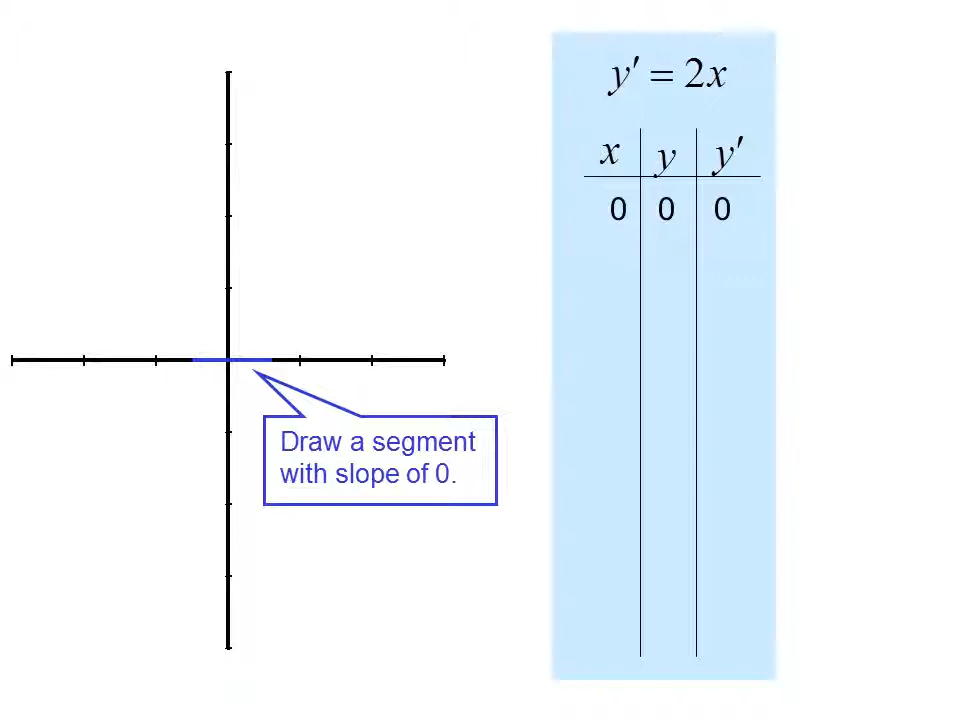 y′ = 2x
x y y′
0 0 0
Draw a segment
with slope of 0.